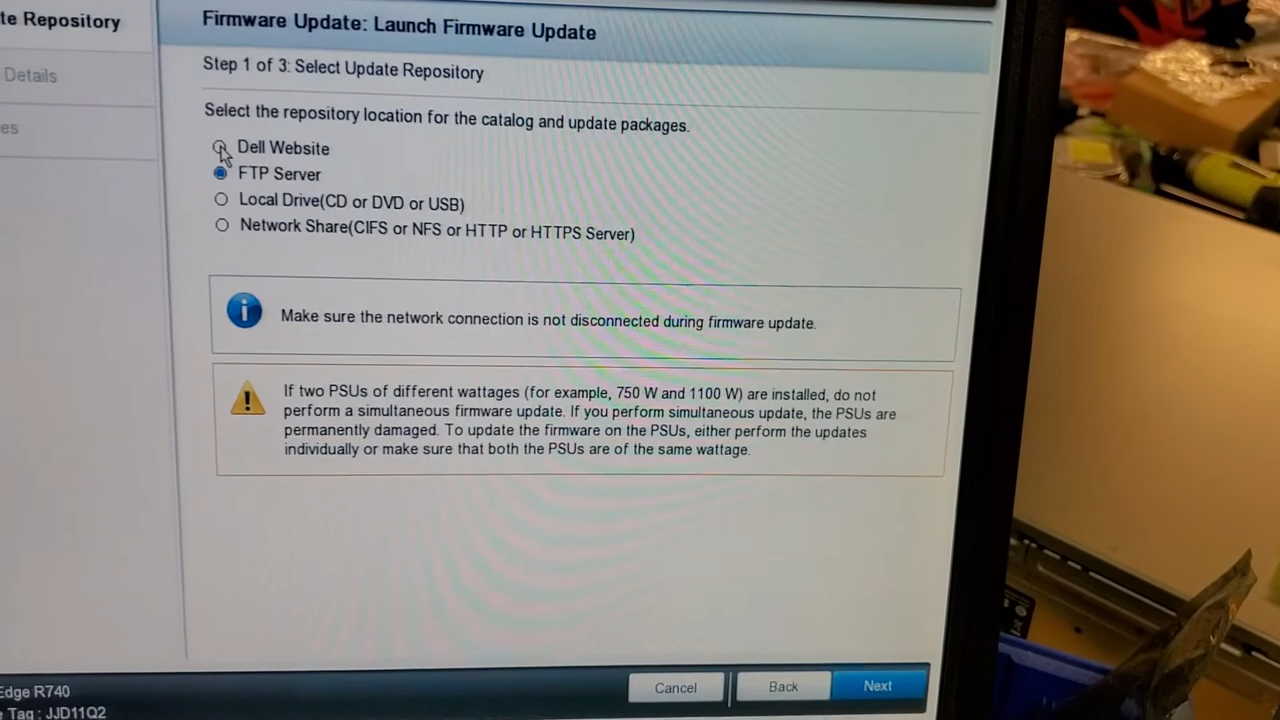 te Repository
Details
es
Firmware Update: Launch Firmware Update
Step 1 of 3: Select Update Repository
Select the repository location for the catalog and update packages.
Dell Website
FTP Server
Local Drive(CD or DVD or USB)
Network Share(CIFS or NFS or HTTP or HTTPS Server)
Make sure the network connection is not disconnected during firmware update.
If two PSUs of different wattages (for example, 750 W and 1100 W) are installed, do not
perform a simultaneous firmware update. If you perform simultaneous update, the PSUs are
permanently damaged. To update the firmware on the PSUs, either perform the updates
individually or make sure that both the PSUs are of the same wattage.
Edge R740
e Tag : JJD11Q2
Cancel
Back
Next